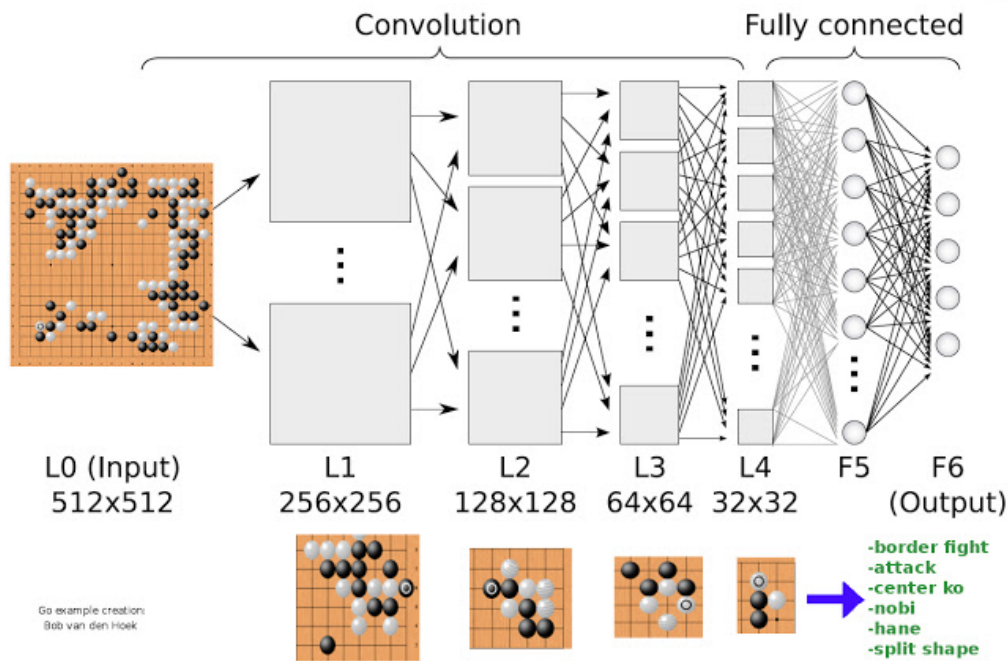 Convolution
Fully connected
L0 (Input)
512x512
L1
256x256
L2
128x128
L3
64x64
L4
32x32
F5
F6
(Output)
Go example creation:
Bob van den Hoek
-border fight
-attack
-center ko
-nobi
-hane
-split shape